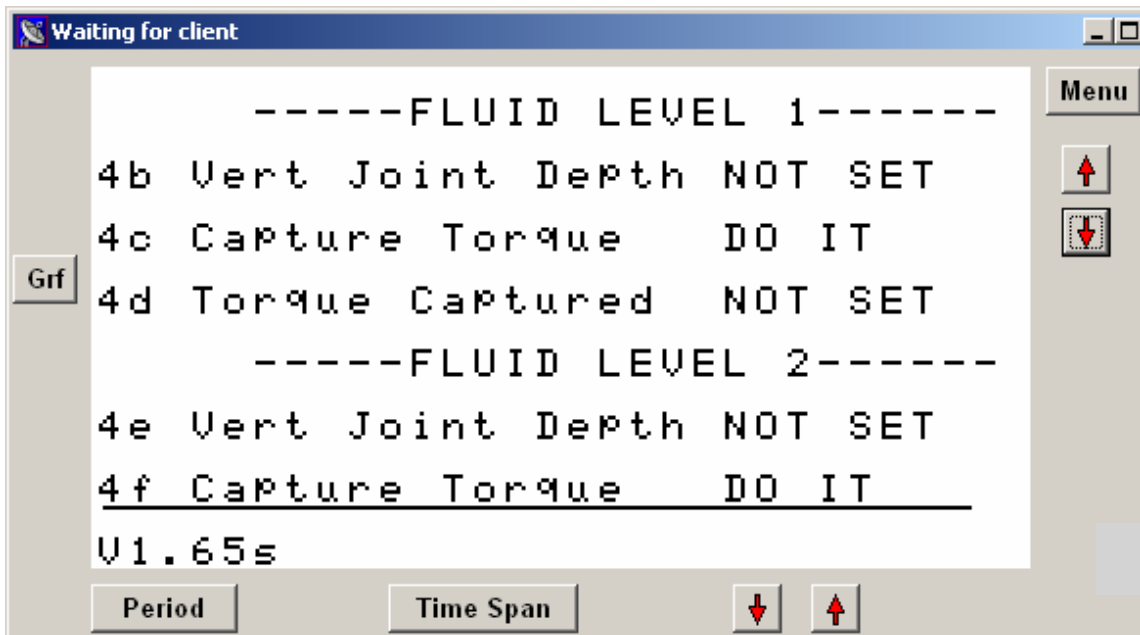 Waiting for client
-----FLUID LEVEL 1------
Menu
4b Vert Joint Depth NOT SET
4c Capture Torque DO IT
Grf
4d Torque Captured NOT SET
-----FLUID LEVEL 2------
4e Vert Joint Depth NOT SET
4f Capture Torque DO IT
V1.65s
Period Time Span